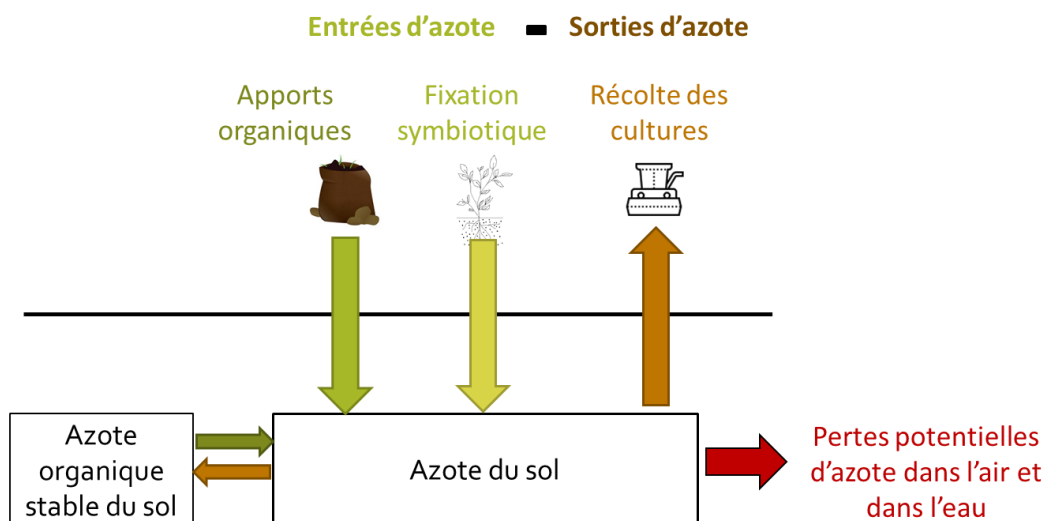 Entrées d’azote - Sorties d’azote
Apports
organiques
Fixation
symbiotique
Récolte des
cultures
Azote
organique
stable du sol
Azote du sol
Pertes potentielles
d’azote dans l’air et
dans l’eau